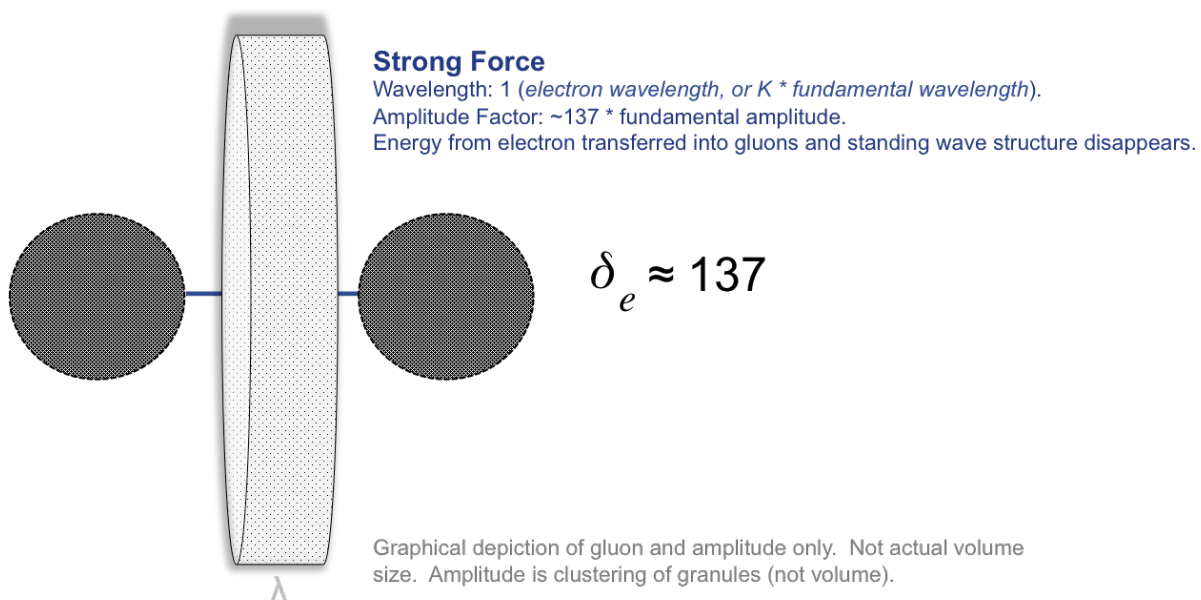 Strong Force
Wavelength: 1 (electron wavelength, or K * fundamental wavelength).
Amplitude Factor: ~137 * fundamental amplitude.
Energy from electron transferred into gluons and standing wave structure disappears.
δe ≈ 137
Graphical depiction of gluon and amplitude only.  Not actual volume
size.  Amplitude is clustering of granules (not volume).
λ